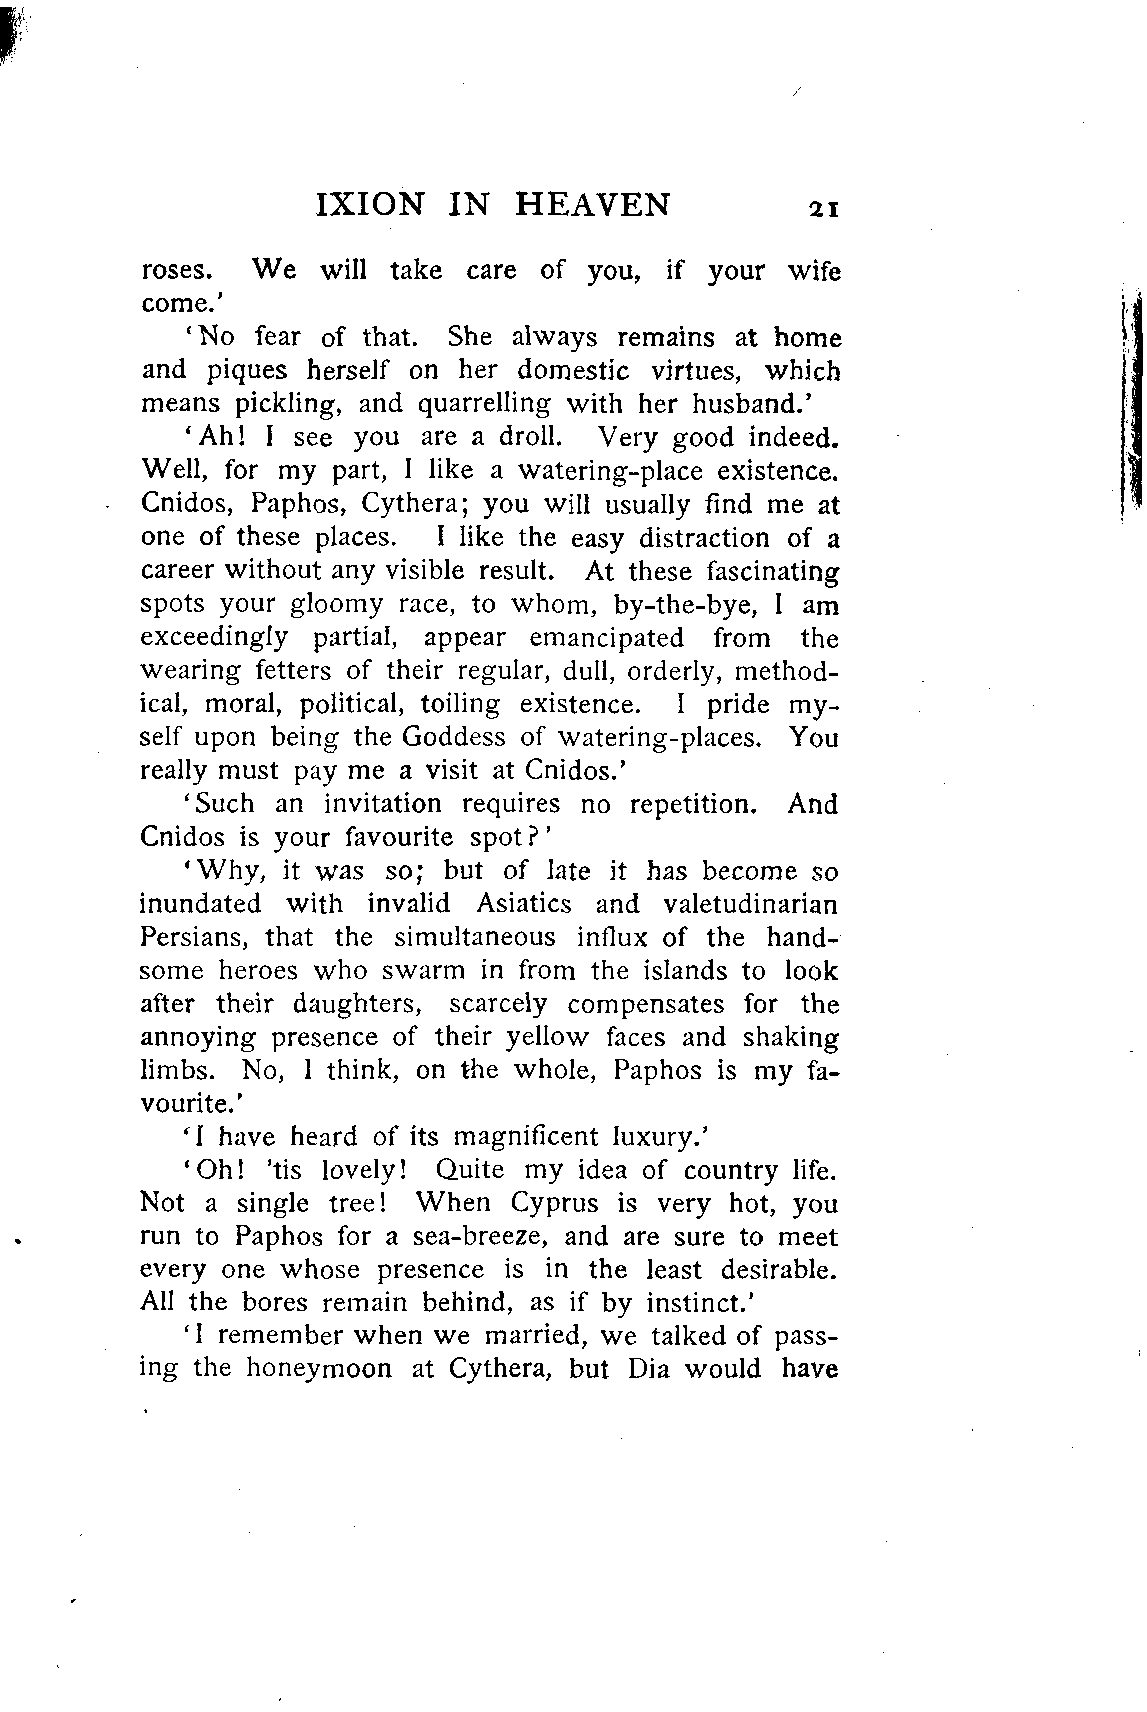 IXION IN HEAVEN 21
roses. We will take care of you, if your wife
come.'
'No fear of that. She always remains at home
and piques herself on her domestic virtues, which
means pickling, and quarrelling with her husband.'
'Ah! I see you are a droll. Very good indeed.
Well, for my part, I like a watering-place existence.
Cnidos, Paphos, Cythera; you will usually find me at
one of these places. I like the easy distraction of a
career without any visible result. At these fascinating
spots your gloomy race, to whom, by-the-bye, I am
exceedingly partial, appear emancipated from the
wearing fetters of their regular, dull, orderly, method-
ical, moral, political, toiling existence. I pride my-
self upon being the Goddess of watering-places. You
really must pay me a visit at Cnidos.'
'Such an invitation requires no repetition. And
Cnidos is your favourite spot?'
'Why, it was so; but of late it has become so
inundated with invalid Asiatics and valetudinarian
Persians, that the simultaneous influx of the hand-
some heroes who swarm in from the islands to look
after their daughters, scarcely compensates for the
annoying presence of their yellow faces and shaking
limbs. No, I think, on the whole, Paphos is my fa-
vourite.'
'I have heard of its magnificent luxury.'
'Oh! 'tis lovely! Quite my idea of country life.
Not a single tree! When Cyprus is very hot, you
run to Paphos for a sea-breeze, and are sure to meet
every one whose presence is in the least desirable.
All the bores remain behind, as if by instinct.'
'I remember when we married, we talked of pass-
ing the honeymoon at Cythera, but Dia would have